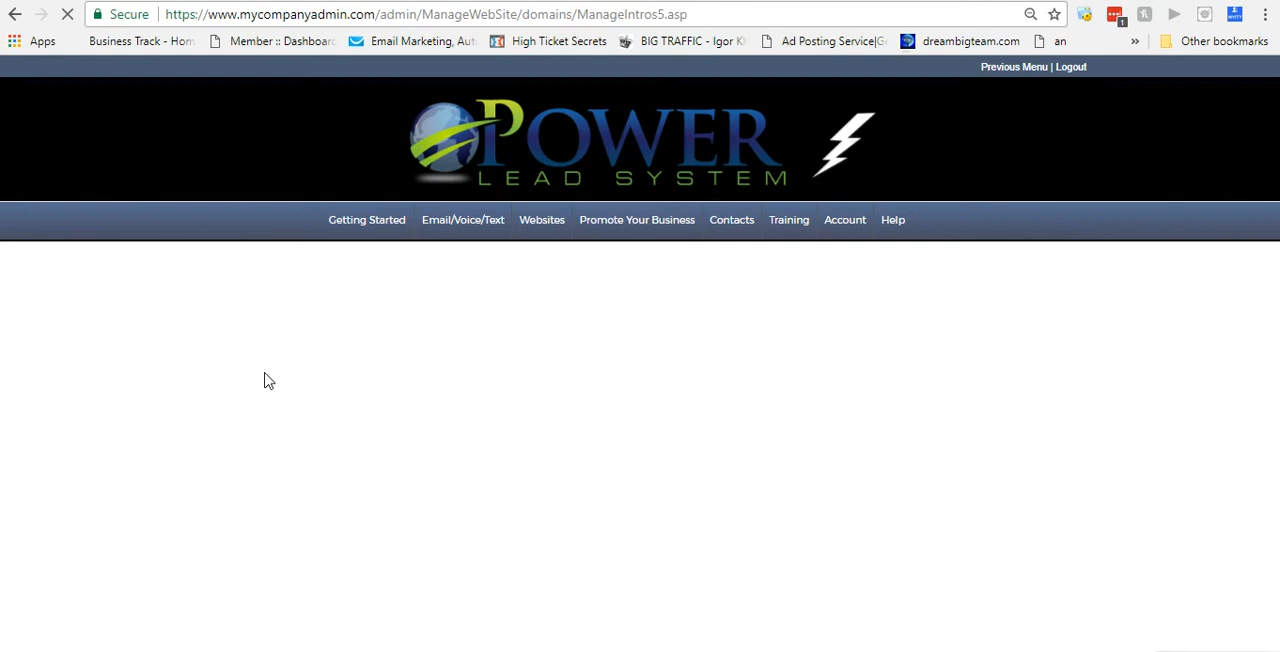 Secure https://www.mycompanyadmin.com/admin/ManageWebSite/domains/ManageIntros5.asp
1
Apps Business Track - Hom Member :: Dashboard Email Marketing, Aut High Ticket Secrets BIG TRAFFIC - Igor K Ad Posting Service|G dreambigteam.com an » Other bookmarks
Previous Menu | Logout
POWER
LEAD SYSTEM
Getting Started Email/Voice/Text Websites Promote Your Business Contacts Training Account Help